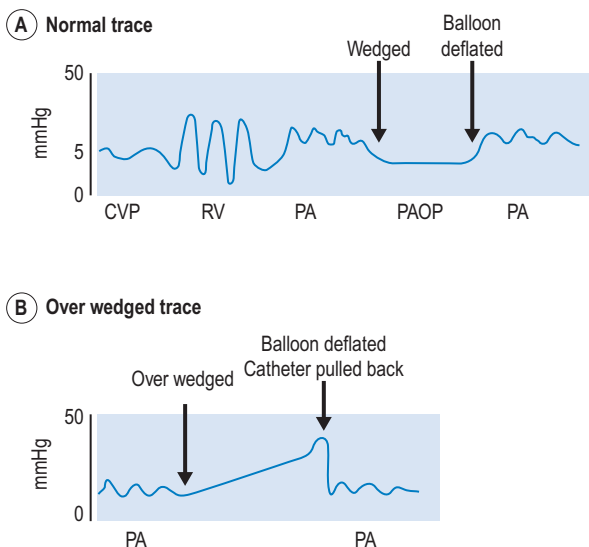 A Normal trace
Wedged
Balloon
deflated
50
5
0
mmHg
CVP RV PA PAOP PA
B Over wedged trace
Over wedged
Balloon deflated
Catheter pulled back
50
0
mmHg
PA PA